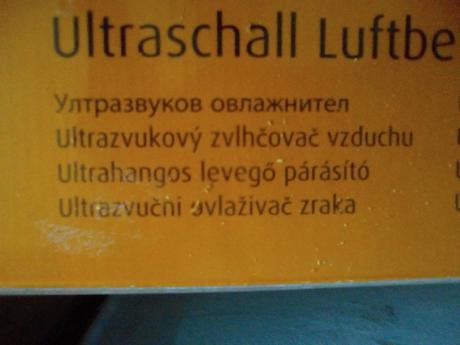 Ultraschall Luftbe
Ултразвуков овлажнител
Ultrazvukový zvlhčovač vzduchu
Ultrahangos levegő párásító
Ultrazvučni ovlaživač zraka